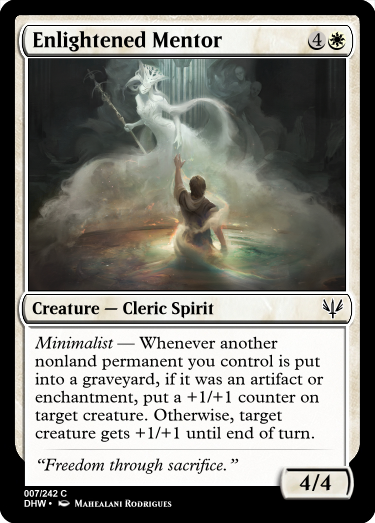 Enlightened Mentor 4
Creature — Cleric Spirit
Minimalist — Whenever another
nonland permanent you control is put
into a graveyard, if it was an artifact or
enchantment, put a +1/+1 counter on
target creature. Otherwise, target
creature gets +1/+1 until end of turn.
“Freedom through sacrifice.”
4/4
007/242 C
DHW • Mahealani Rodrigues